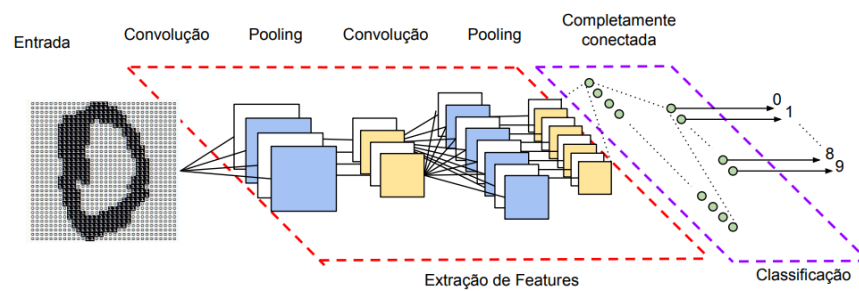 Entrada
Convolução
Pooling
Convolução
Pooling
Completamente
conectada
0
1
8
9
Extração de Features
Classificação